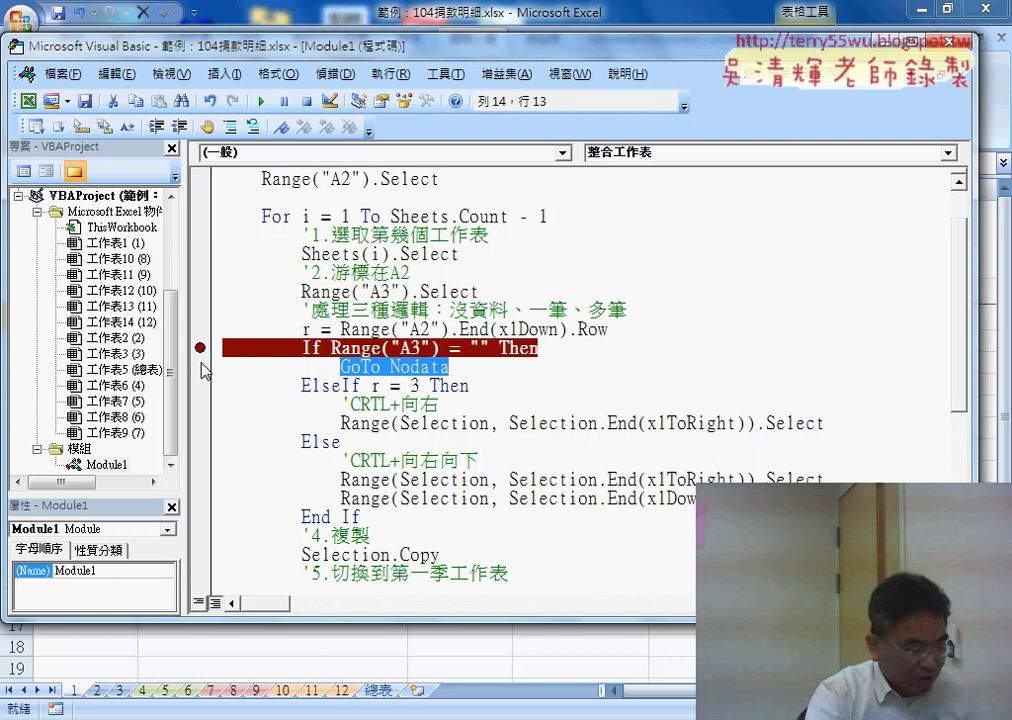 範例：104捐款明細.xlsx - Microsoft Excel
表格工具
Microsoft Visual Basic - 範例：104捐款明細.xlsx - [Module1 (程式碼)]
http://terry55wu.blogspot.tw
吳清輝老師錄製
檔案(F) 編輯(E) 檢視(V) 插入(I) 格式(O) 偵錯(D) 執行(R) 工具(T) 增益集(A) 視窗(W) 說明(H)
列 14，行 13
專案 - VBAProject
(一般)
整合工作表
VBAProject (範例：
Microsoft Excel 物件
ThisWorkbook
工作表1 (1)
工作表10 (8)
工作表11 (9)
工作表12 (10)
工作表13 (11)
工作表14 (12)
工作表2 (2)
工作表3 (3)
工作表5 (總表)
工作表6 (4)
工作表7 (5)
工作表8 (6)
工作表9 (7)
模組
Module1
屬性 - Module1
Module1 Module
字母順序 性質分類
(Name) Module1
Range("A2").Select
For i = 1 To Sheets.Count - 1
'1.選取第幾個工作表
Sheets(i).Select
'2.游標在A2
Range("A3").Select
'處理三種邏輯：沒資料、一筆、多筆
r = Range("A2").End(xlDown).Row
If Range("A3") = "" Then
GoTo Nodata
ElseIf r = 3 Then
'CRTL+向右
Range(Selection, Selection.End(xlToRight)).Select
Else
'CRTL+向右向下
Range(Selection, Selection.End(xlToRight)).Select
Range(Selection, Selection.End(xlDow
End If
'4.複製
Selection.Copy
'5.切換到第一季工作表
17
18
19
1 2 3 4 5 6 7 8 9 10 11 12 總表
就緒